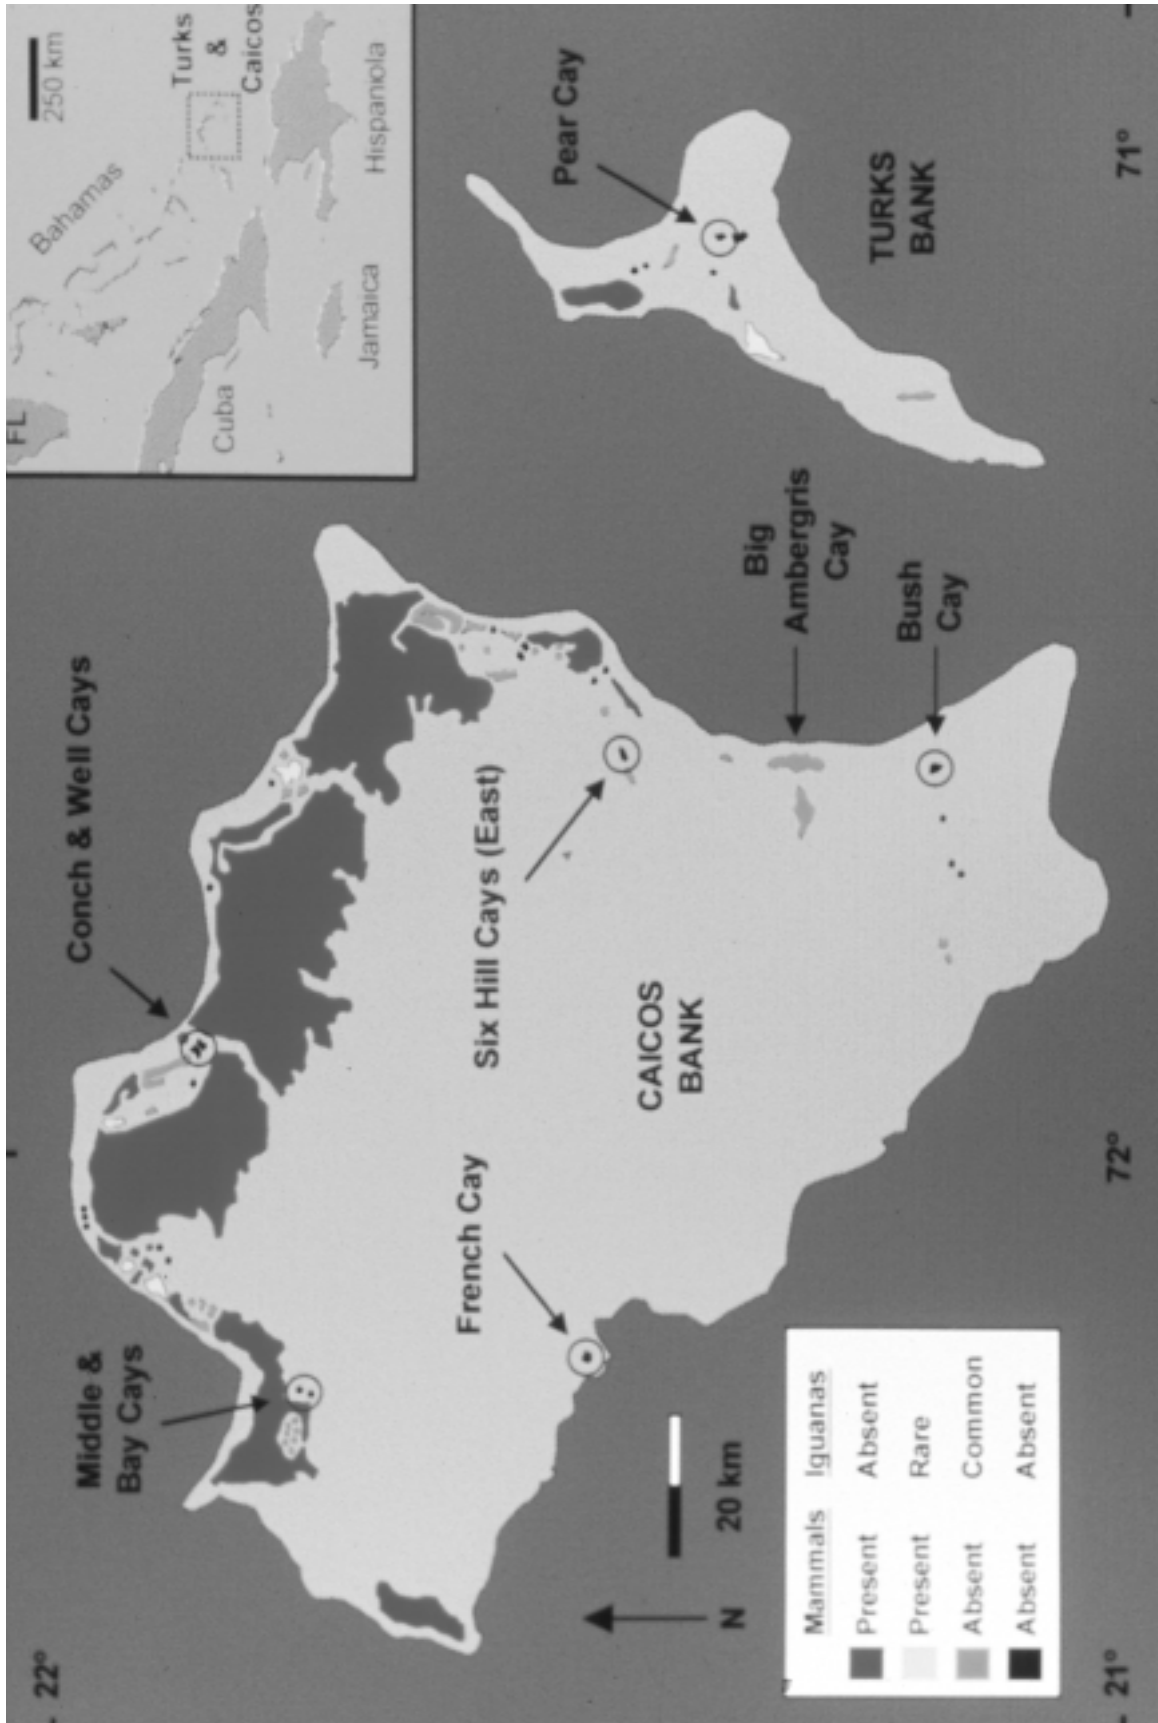 22°
Middle &
Bay Cays
Conch & Well Cays
FL
Bahamas
250 km
Turks
&
Caicos
Cuba
Jamaica
Hispaniola
French Cay
Six Hill Cays (East)
Pear Cay
CAICOS
BANK
Big
Ambergris
Cay
Bush
Cay
TURKS
BANK
20 km
N
Mammals Iguanas
Present Absent
Present Rare
Absent Common
Absent Absent
21°
72°
71°